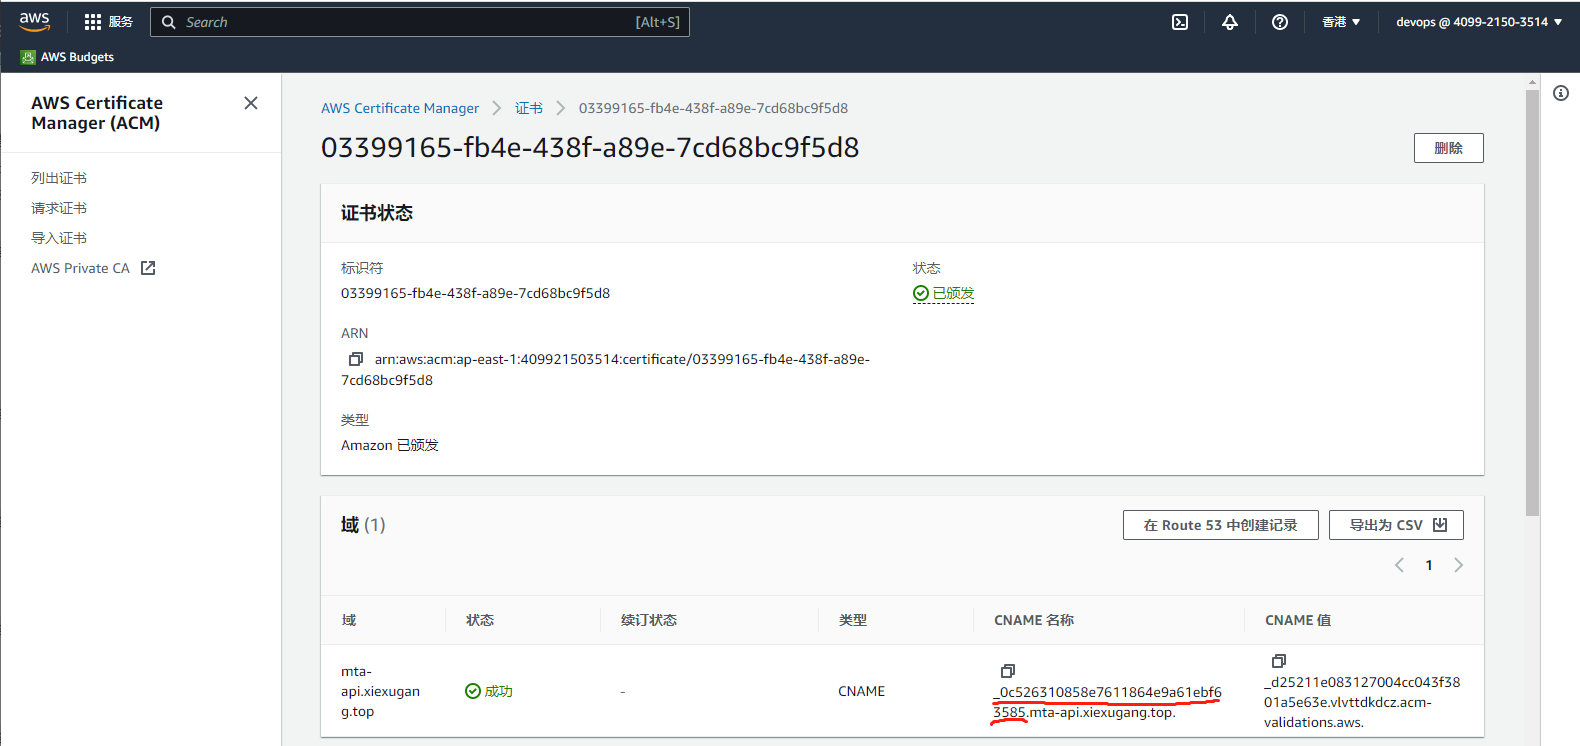 aws
服务
Search
[Alt+S]
香港
devops @ 4099-2150-3514
AWS Budgets
AWS Certificate
Manager (ACM)
列出证书
请求证书
导入证书
AWS Private CA
AWS Certificate Manager
证书
03399165-fb4e-438f-a89e-7cd68bc9f5d8
03399165-fb4e-438f-a89e-7cd68bc9f5d8
删除
证书状态
标识符
03399165-fb4e-438f-a89e-7cd68bc9f5d8
状态
已颁发
ARN
arn:aws:acm:ap-east-1:409921503514:certificate/03399165-fb4e-438f-a89e-
7cd68bc9f5d8
类型
Amazon 已颁发
域 (1)
在 Route 53 中创建记录
导出为 CSV
1
域
状态
续订状态
类型
CNAME 名称
CNAME 值
mta-
api.xiexugan
g.top
成功
-
CNAME
_0c526310858e7611864e9a61ebf6
3585.mta-api.xiexugang.top.
_d25211e083127004cc043f38
01a5e63e.vlvttdkdcz.acm-
validations.aws.